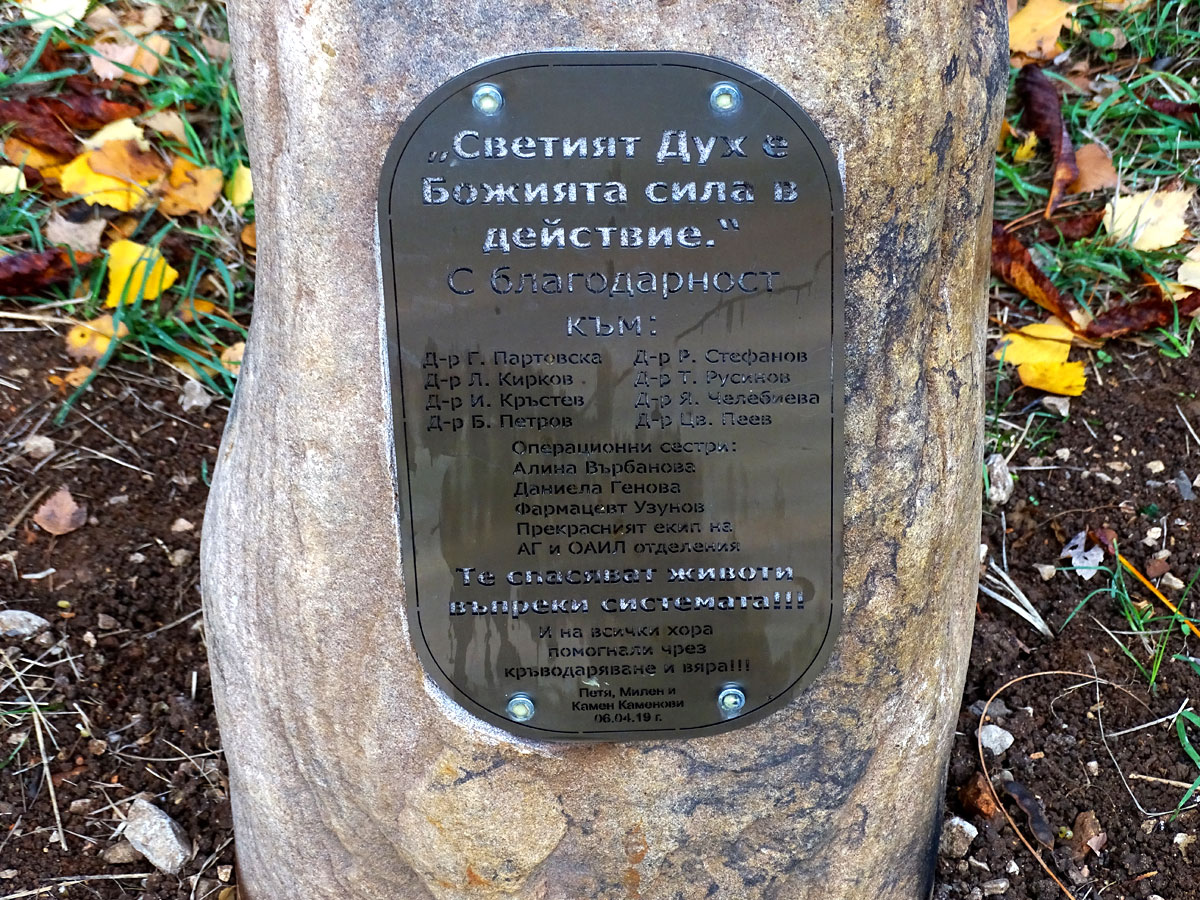 „Светият Дух е
Божията сила в
действие.“
С благодарност
към:
Д-р Г. Партовска Д-р Р. Стефанов
Д-р Л. Кирков Д-р Т. Русинов
Д-р И. Кръстев Д-р Я. Челебиева
Д-р Б. Петров Д-р Цв. Пеев
Операционни сестри:
Алина Върбанова
Даниела Генова
Фармацевт Узунов
Прекрасният екип на
АГ и ОАИЛ отделения
Те спасяват животи
въпреки системата!!!
И на всички хора
помогнали чрез
кръводаряване и вяра!!!
Петя, Милен и
Камен Каменови
06.04.19 г.